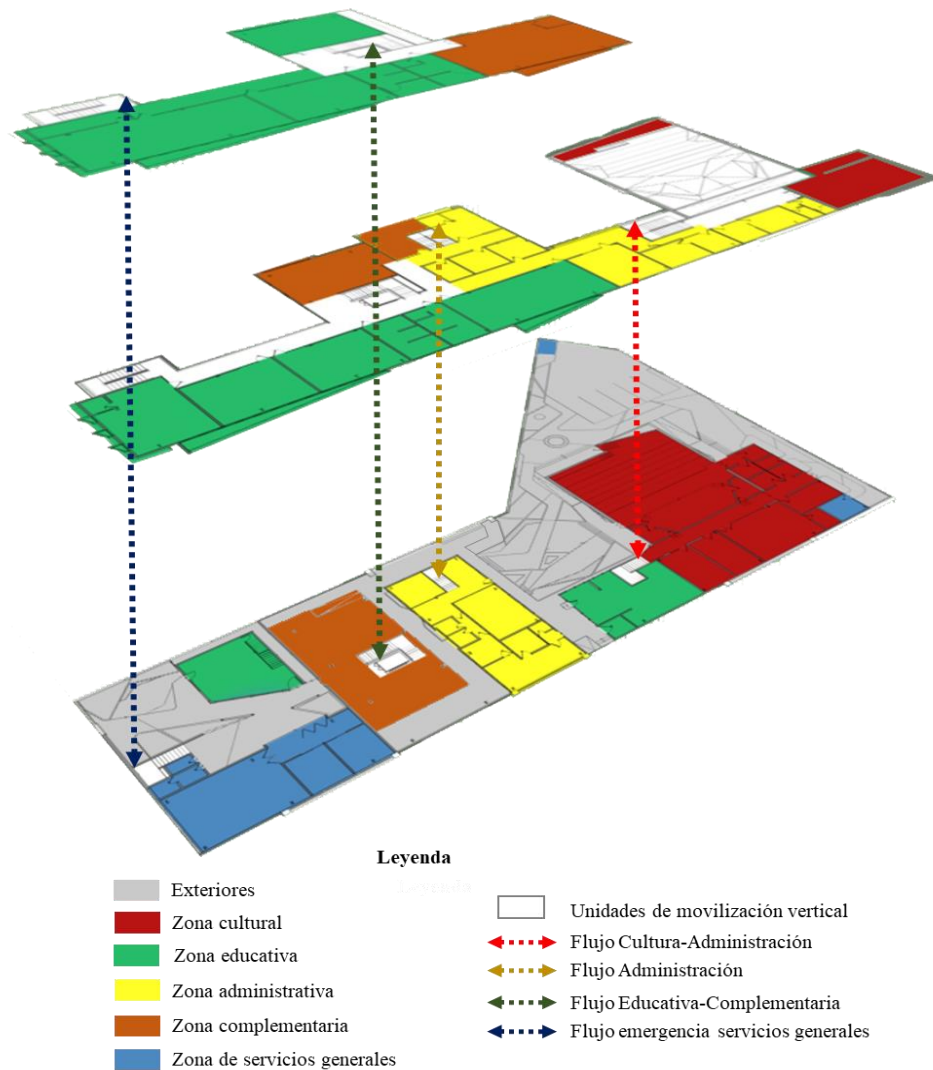 Leyenda
Exteriores
Zona cultural
Zona educativa
Zona administrativa
Zona complementaria
Zona de servicios generales
Unidades de movilización vertical
Flujo Cultura-Administración
Flujo Administración
Flujo Educativa-Complementaria
Flujo emergencia servicios generales